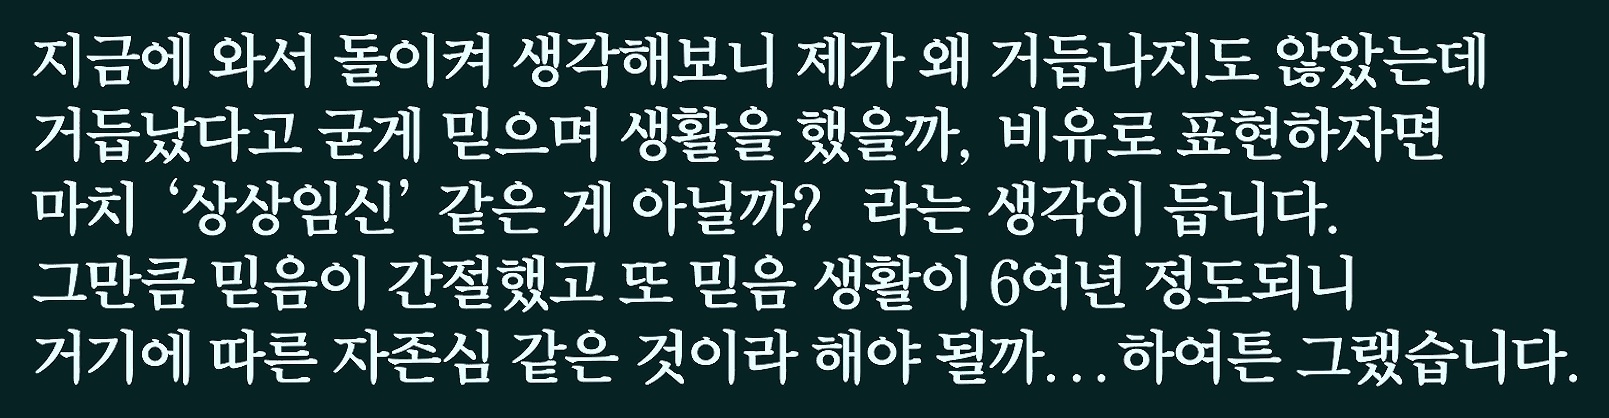 지금에 와서 돌이켜 생각해보니 제가 왜 거듭나지도 않았는데
거듭났다고 굳게 믿으며 생활을 했을까, 비유로 표현하자면
마치 ‘상상임신’ 같은 게 아닐까? 라는 생각이 듭니다.
그만큼 믿음이 간절했고 또 믿음 생활이 6여년 정도되니
거기에 따른 자존심 같은 것이라 해야 될까... 하여튼 그랬습니다.